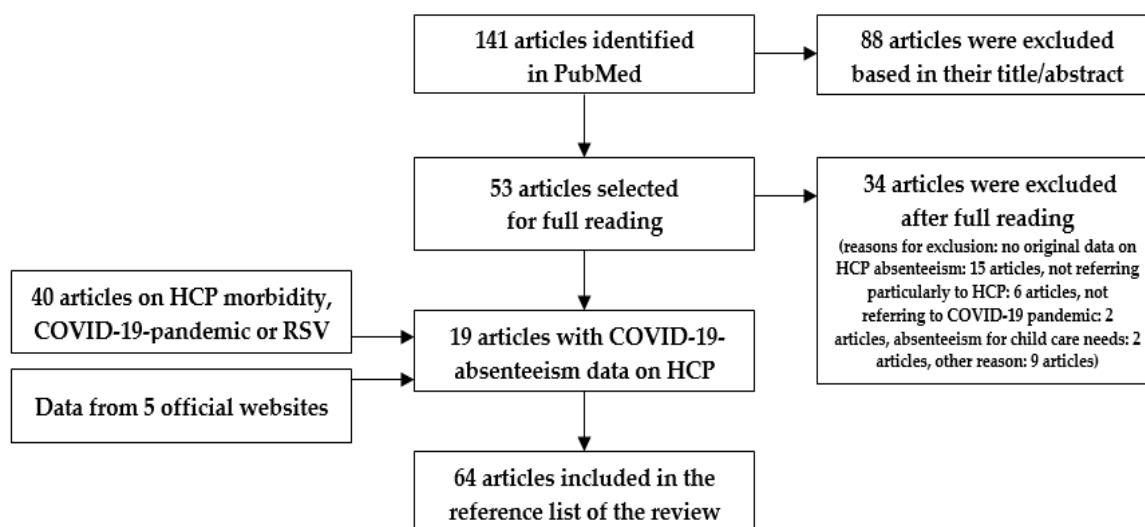 141 articles identified
in PubMed
88 articles were excluded
based in their title/abstract
53 articles selected
for full reading
34 articles were excluded
after full reading
(reasons for exclusion: no original data on
HCP absenteeism: 15 articles, not referring
particularly to HCP: 6 articles, not
referring to COVID-19 pandemic: 2
articles, absenteeism for child care needs: 2
articles, other reason: 9 articles)
40 articles on HCP morbidity,
COVID-19-pandemic or RSV
19 articles with COVID-19-
absenteeism data on HCP
Data from 5 official websites
64 articles included in the
reference list of the review